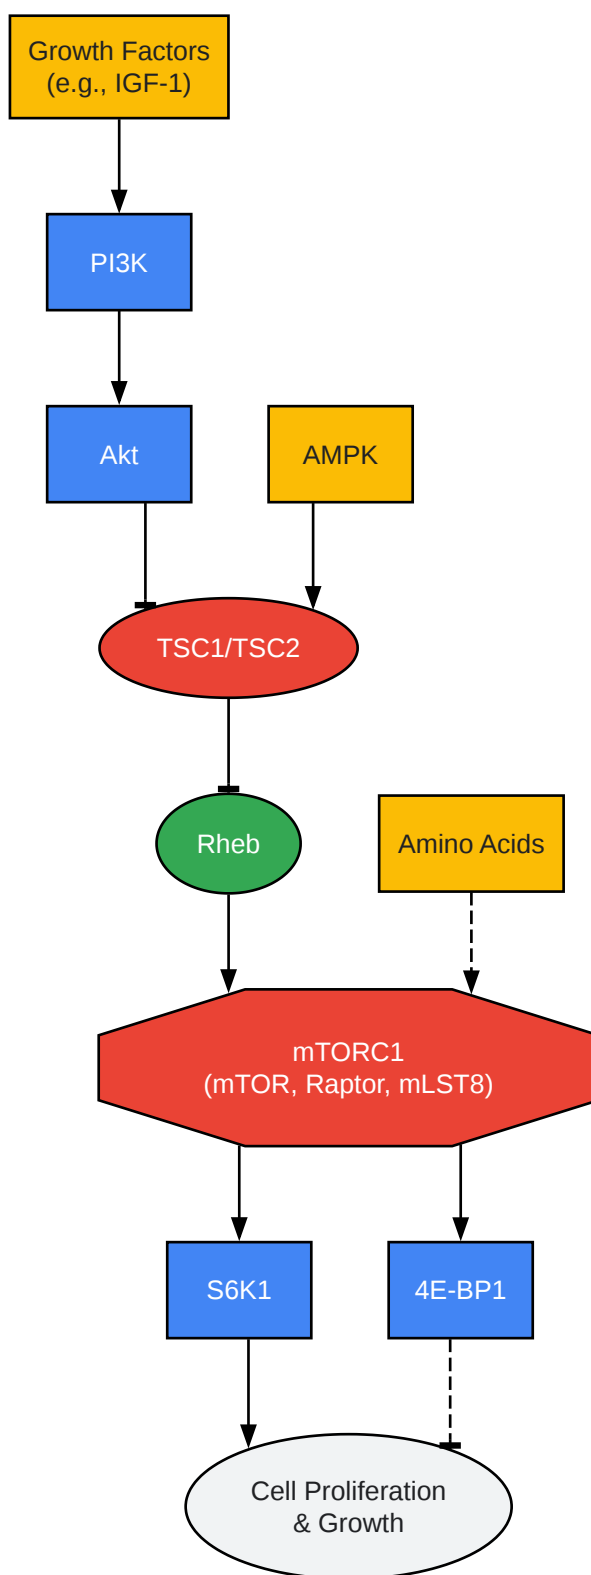 Growth Factors
(e.g., IGF-1)
PI3K
Akt
AMPK
TSC1/TSC2
Rheb
Amino Acids
mTORC1
(mTOR, Raptor, mLST8)
S6K1
4E-BP1
Cell Proliferation
& Growth